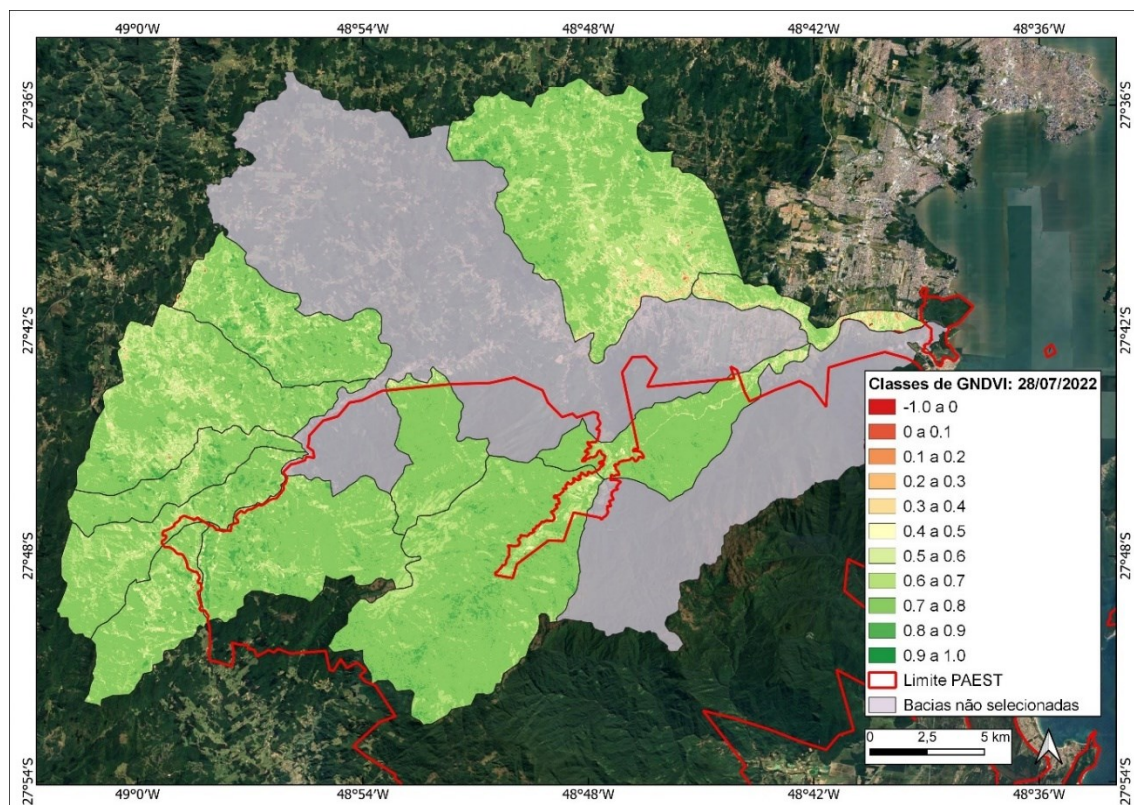 49°0'W 48°54'W 48°48'W 48°42'W 48°36'W
27°36'S 27°36'S
27°42'S 27°42'S
Classes de GNDVI: 28/07/2022
-1.0 a 0
0 a 0.1
0.1 a 0.2
0.2 a 0.3
0.3 a 0.4
0.4 a 0.5
0.5 a 0.6
0.6 a 0.7
0.7 a 0.8
0.8 a 0.9
0.9 a 1.0
Limite PAEST
Bacias não selecionadas
0 2,5 5 km
27°48'S 27°48'S
27°54'S 27°54'S
49°0'W 48°54'W 48°48'W 48°42'W 48°36'W